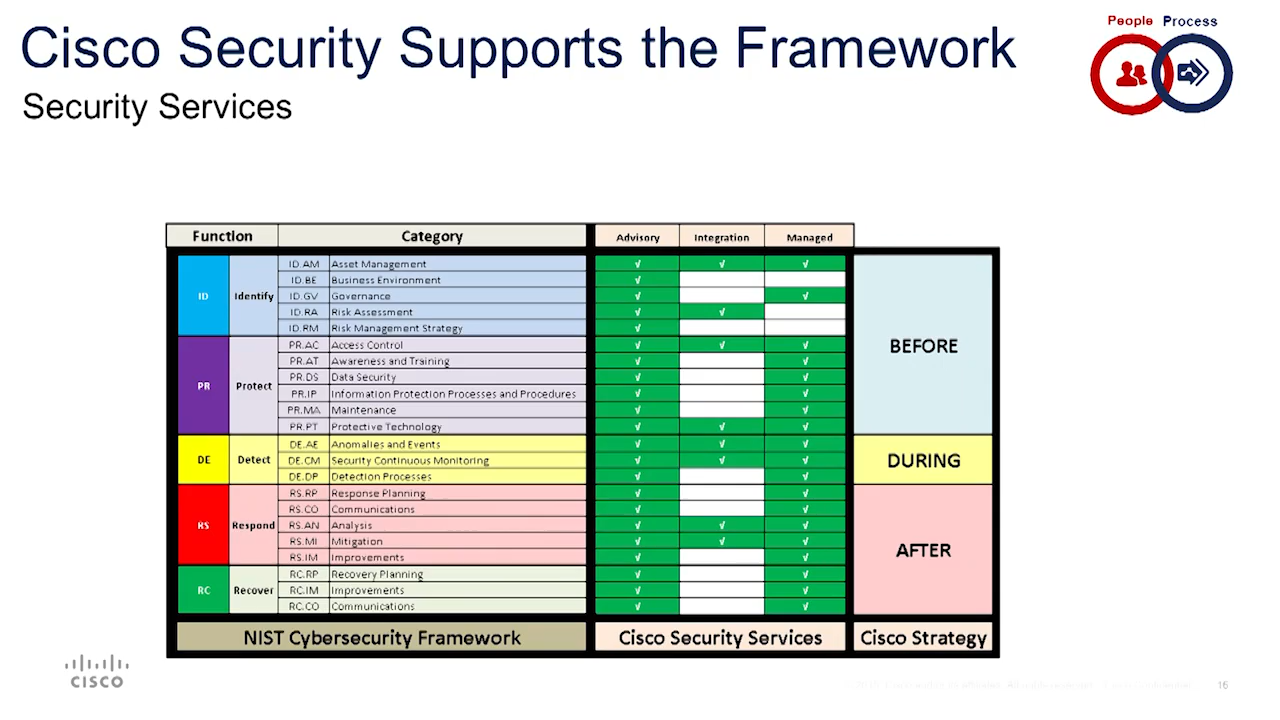 People Process
Cisco Security Supports the Framework
Security Services
Function Category Advisory Integration Managed
ID Identify
ID.AM Asset Management √ √ √
ID.BE Business Environment √
ID.GV Governance √ √
ID.RA Risk Assessment √ √
ID.RM Risk Management Strategy √
BEFORE
PR Protect
PR.AC Access Control √ √ √
PR.AT Awareness and Training √ √
PR.DS Data Security √ √
PR.IP Information Protection Processes and Procedures √ √
PR.MA Maintenance √ √
PR.PT Protective Technology √ √ √
DE Detect
DE.AE Anomalies and Events √ √ √
DE.CM Security Continuous Monitoring √ √ √
DE.DP Detection Processes √ √
DURING
RS Respond
RS.RP Response Planning √ √
RS.CO Communications √ √
RS.AN Analysis √ √ √
RS.MI Mitigation √ √ √
RS.IM Improvements √ √
AFTER
RC Recover
RC.RP Recovery Planning √ √
RC.IM Improvements √ √
RC.CO Communications √ √
NIST Cybersecurity Framework Cisco Security Services Cisco Strategy
CISCO
16